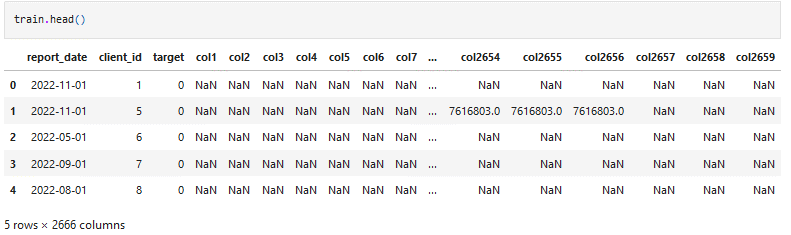 train.head()
report_date client_id target col1 col2 col3 col4 col5 col6 col7 ... col2654 col2655 col2656 col2657 col2658 col2659
0 2022-11-01 1 0 NaN NaN NaN NaN NaN NaN NaN ... NaN NaN NaN NaN NaN NaN
1 2022-11-01 5 0 NaN NaN NaN NaN NaN NaN NaN ... 7616803.0 7616803.0 7616803.0 NaN NaN NaN
2 2022-05-01 6 0 NaN NaN NaN NaN NaN NaN NaN ... NaN NaN NaN NaN NaN NaN
3 2022-09-01 7 0 NaN NaN NaN NaN NaN NaN NaN ... NaN NaN NaN NaN NaN NaN
4 2022-08-01 8 0 NaN NaN NaN NaN NaN NaN NaN ... NaN NaN NaN NaN NaN NaN
5 rows × 2666 columns